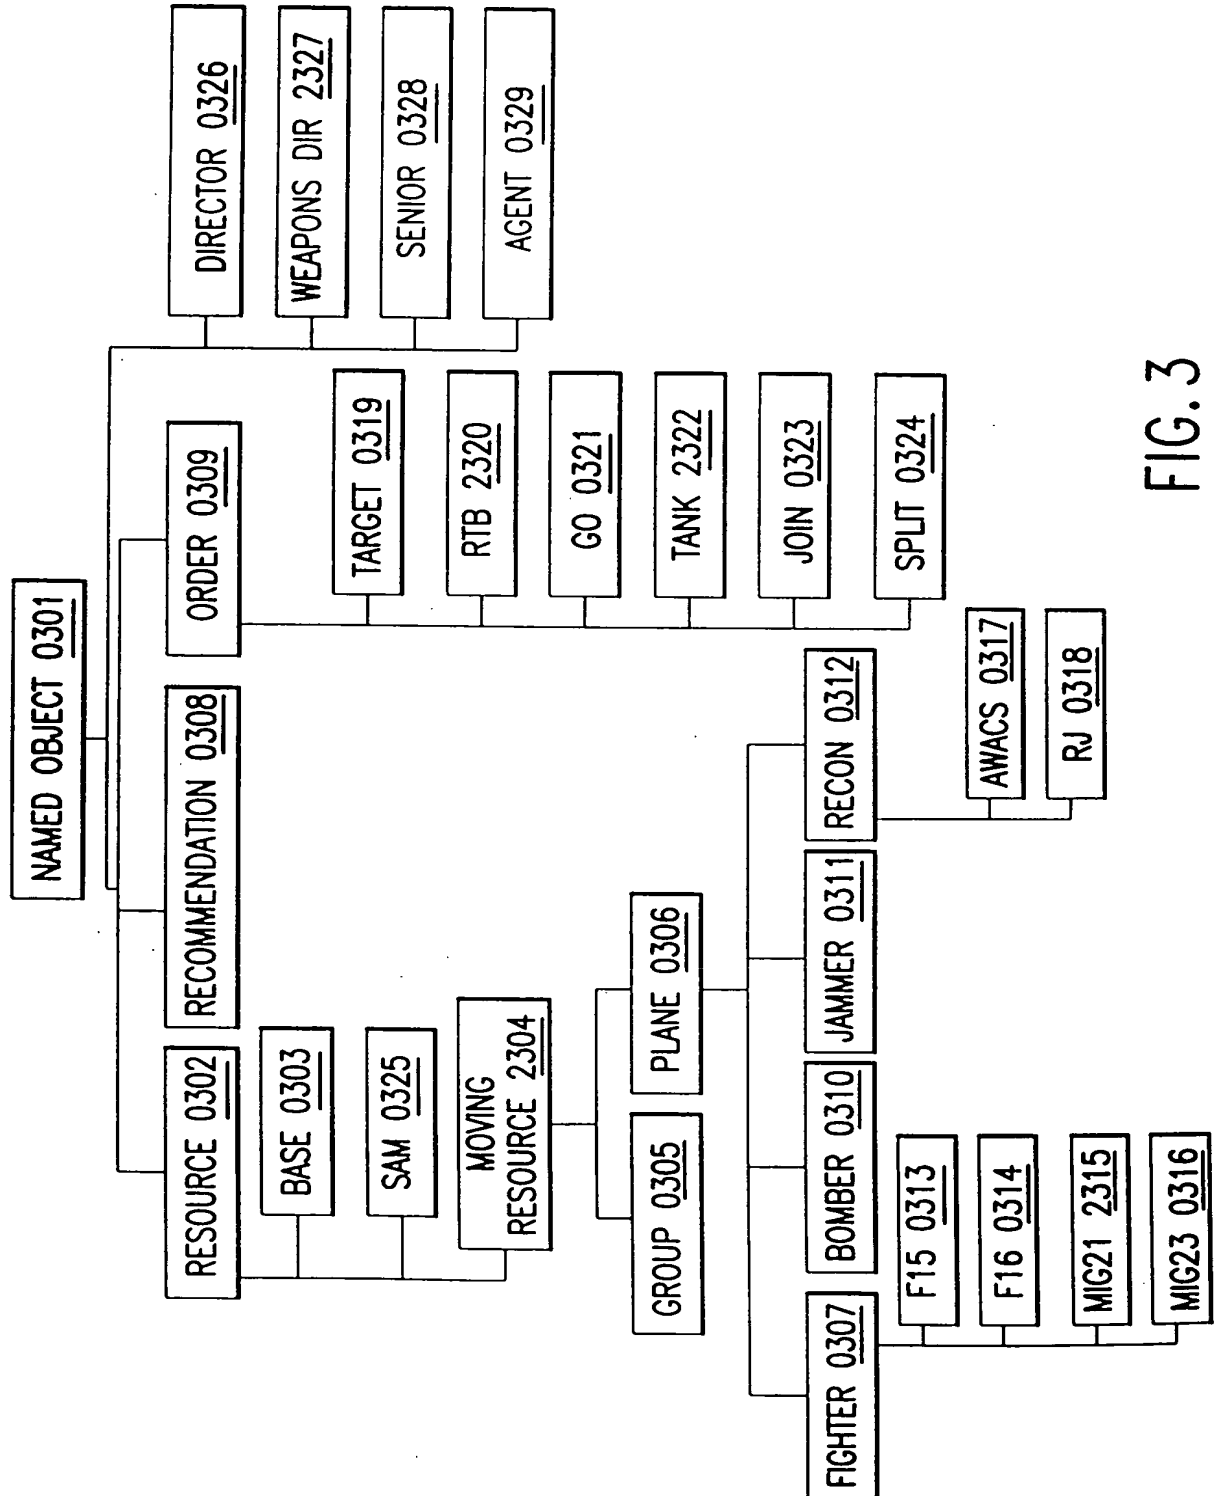 NAMED OBJECT 0301
RESOURCE 0302
RECOMMENDATION 0308
ORDER 0309
DIRECTOR 0326
WEAPONS DIR 2327
SENIOR 0328
AGENT 0329
BASE 0303
SAM 0325
MOVING
RESOURCE 2304
TARGET 0319
RTB 2320
GO 0321
TANK 2322
JOIN 0323
SPLIT 0324
GROUP 0305
PLANE 0306
FIGHTER 0307
BOMBER 0310
JAMMER 0311
RECON 0312
F15 0313
F16 0314
MIG21 2315
MIG23 0316
AWACS 0317
RJ 0318
FIG. 3